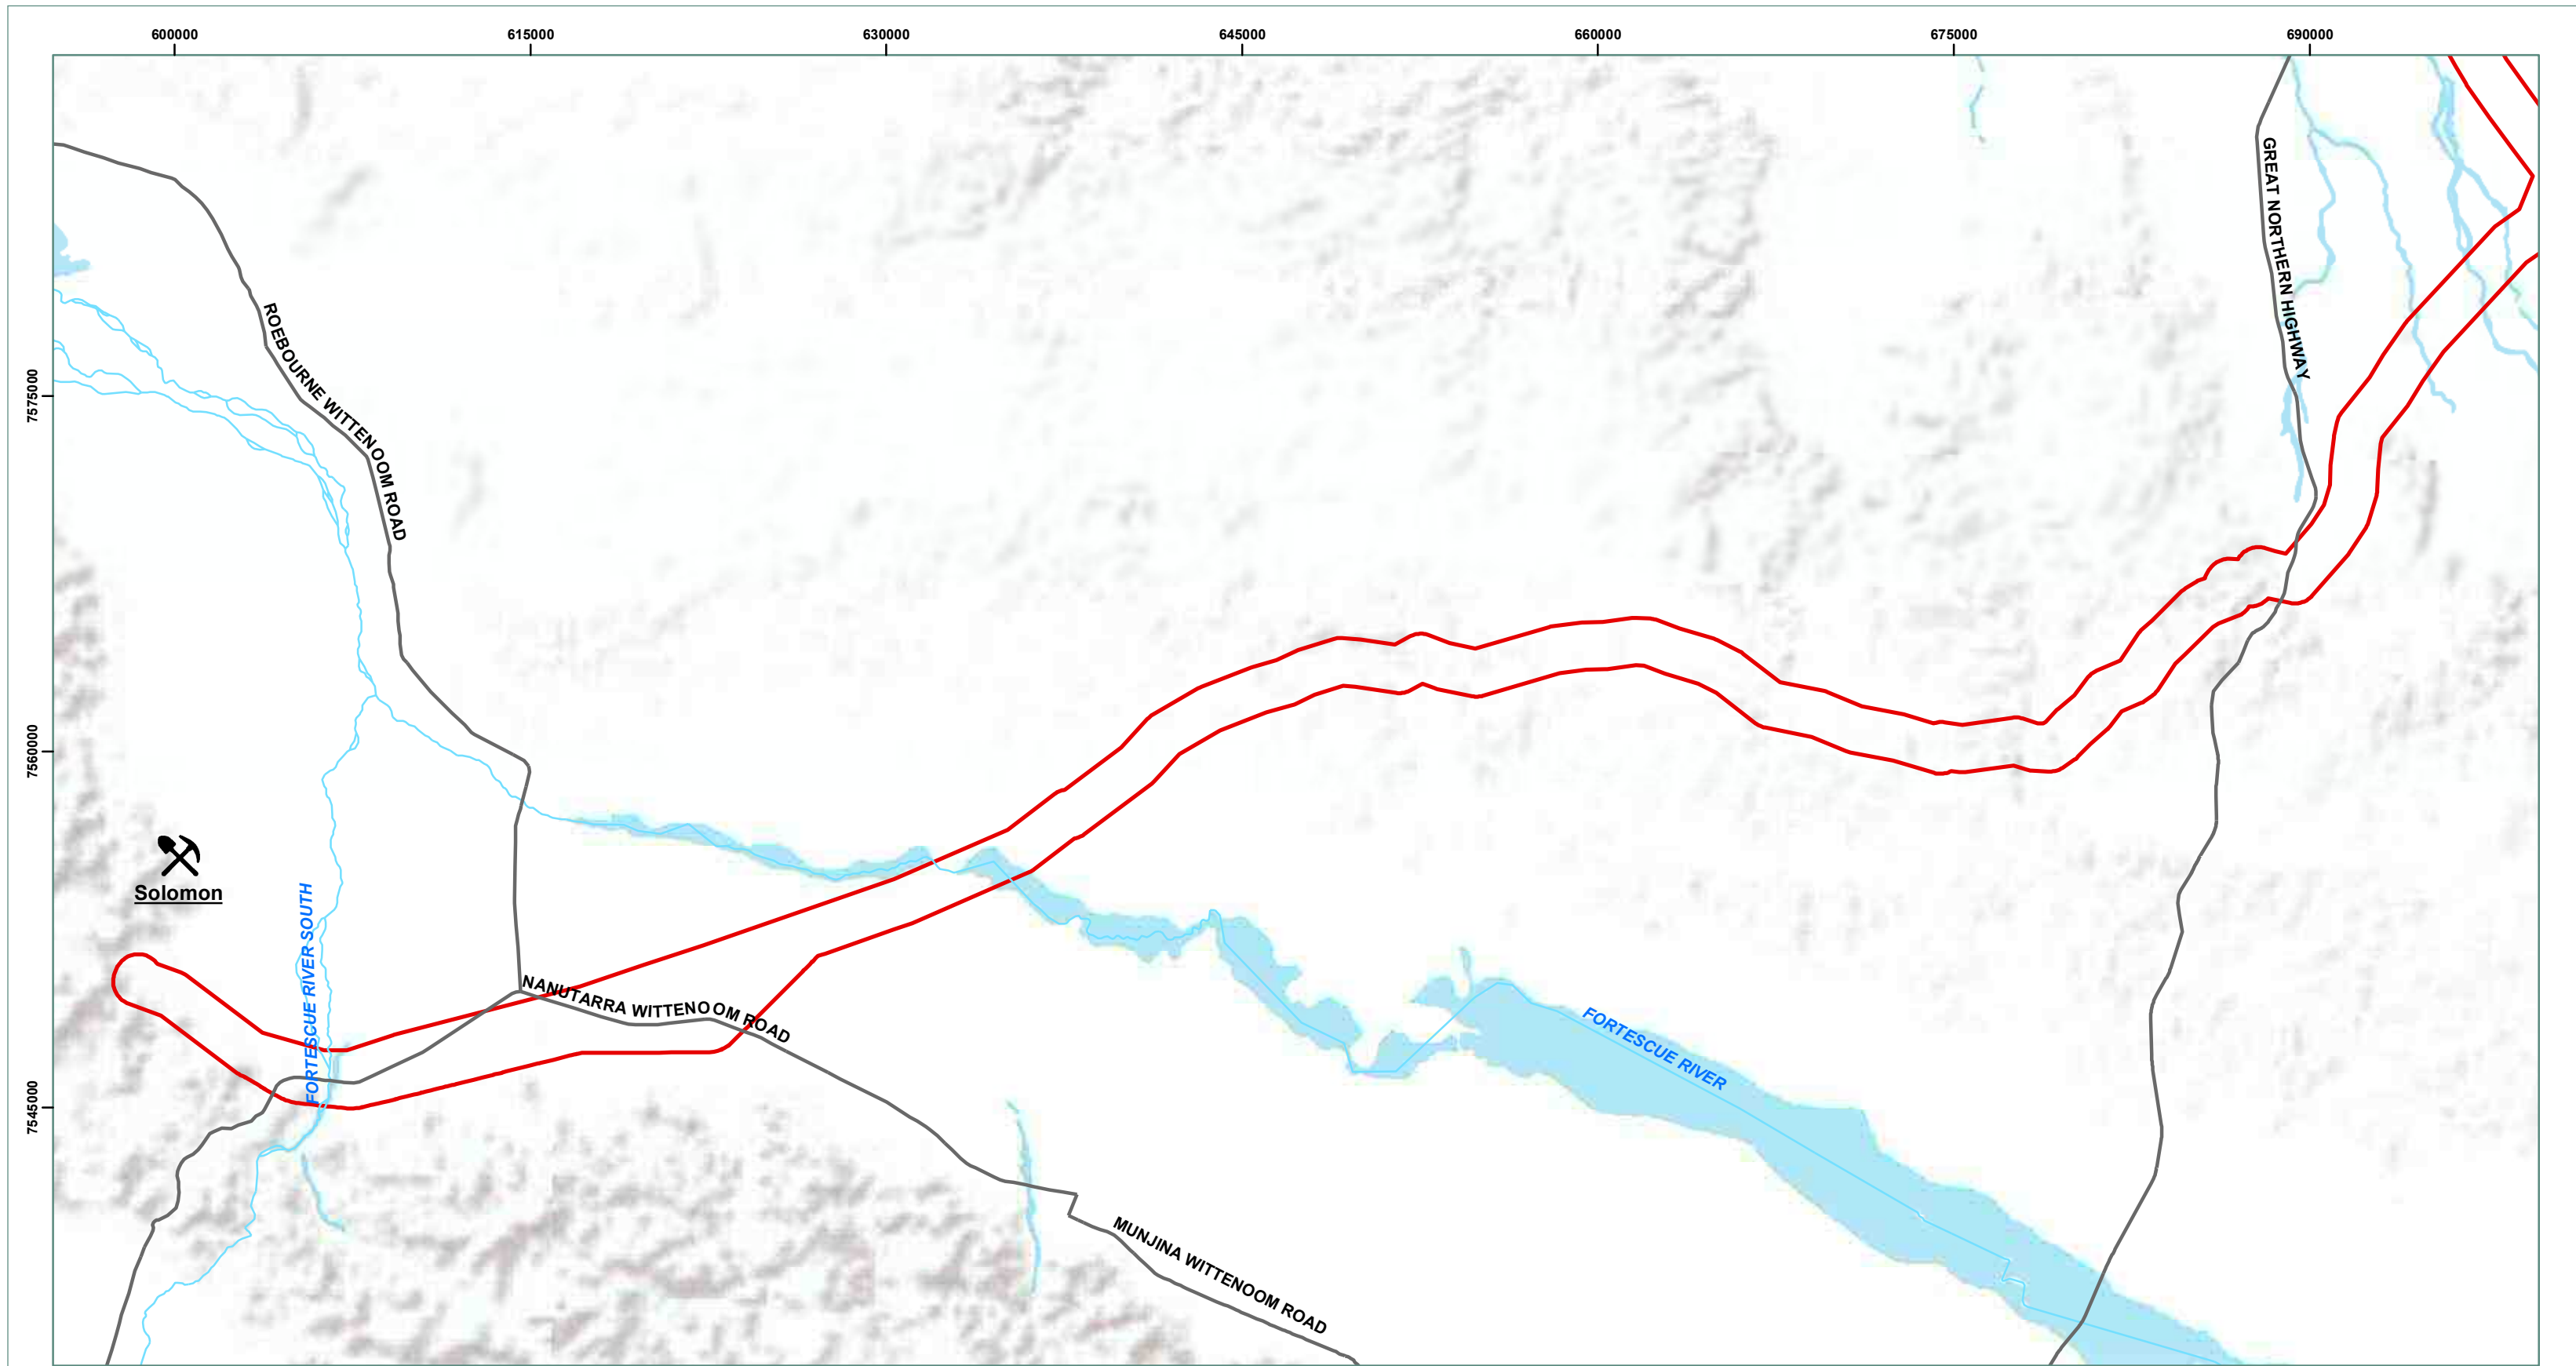 600000
615000
630000
645000
660000
675000
690000
7575000
7560000
7545000
GREAT NORTHERN HIGHWAY
ROEBOURNE WITTENOOM ROAD
Solomon
FORTESCUE RIVER SOUTH
NANUTARRA WITTENOOM ROAD
FORTESCUE RIVER
MUNJINA WITTENOOM ROAD